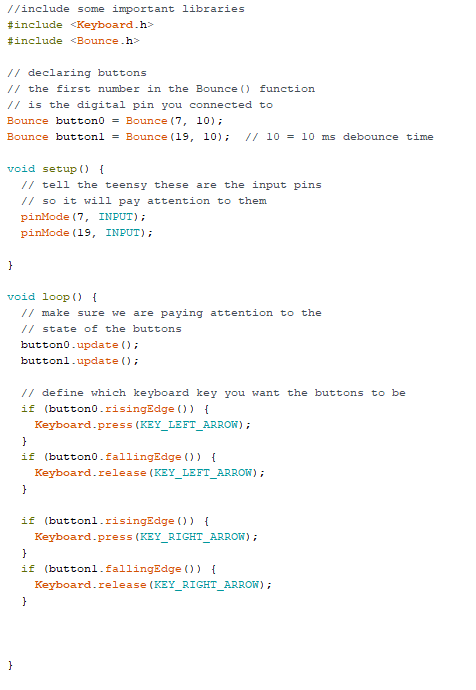 //include some important libraries
#include <Keyboard.h>
#include <Bounce.h>

// declaring buttons
// the first number in the Bounce() function
// is the digital pin you connected to
Bounce button0 = Bounce(7, 10);
Bounce button1 = Bounce(19, 10);  // 10 = 10 ms debounce time

void setup() {
  // tell the teensy these are the input pins
  // so it will pay attention to them
  pinMode(7, INPUT);
  pinMode(19, INPUT);

}

void loop() {
  // make sure we are paying attention to the
  // state of the buttons
  button0.update();
  button1.update();

  // define which keyboard key you want the buttons to be
  if (button0.risingEdge()) {
    Keyboard.press(KEY_LEFT_ARROW);
  }
  if (button0.fallingEdge()) {
    Keyboard.release(KEY_LEFT_ARROW);
  }

  if (button1.risingEdge()) {
    Keyboard.press(KEY_RIGHT_ARROW);
  }
  if (button1.fallingEdge()) {
    Keyboard.release(KEY_RIGHT_ARROW);
  }

}